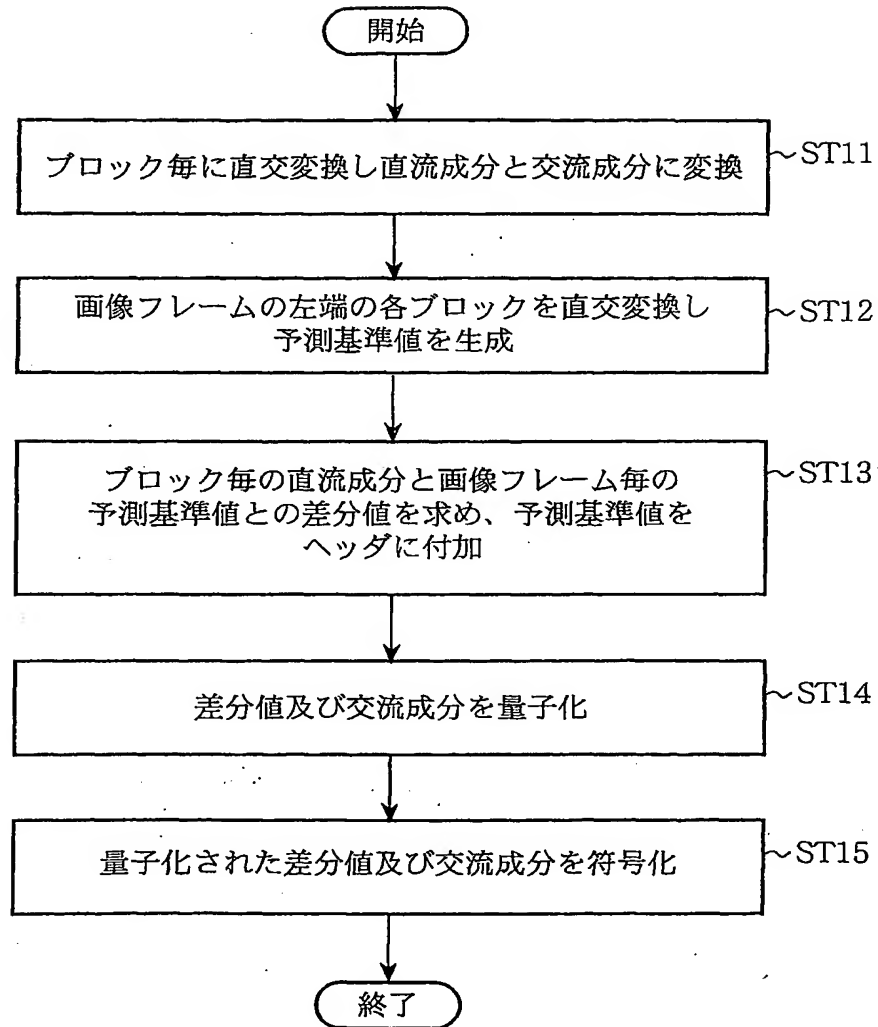 開始
ブロック毎に直交変換し直流成分と交流成分に変換
~ST11
画像フレームの左端の各ブロックを直交変換し
予測基準値を生成
~ST12
ブロック毎の直流成分と画像フレーム毎の
予測基準値との差分値を求め、予測基準値を
ヘッダに付加
~ST13
差分値及び交流成分を量子化
~ST14
量子化された差分値及び交流成分を符号化
~ST15
終了